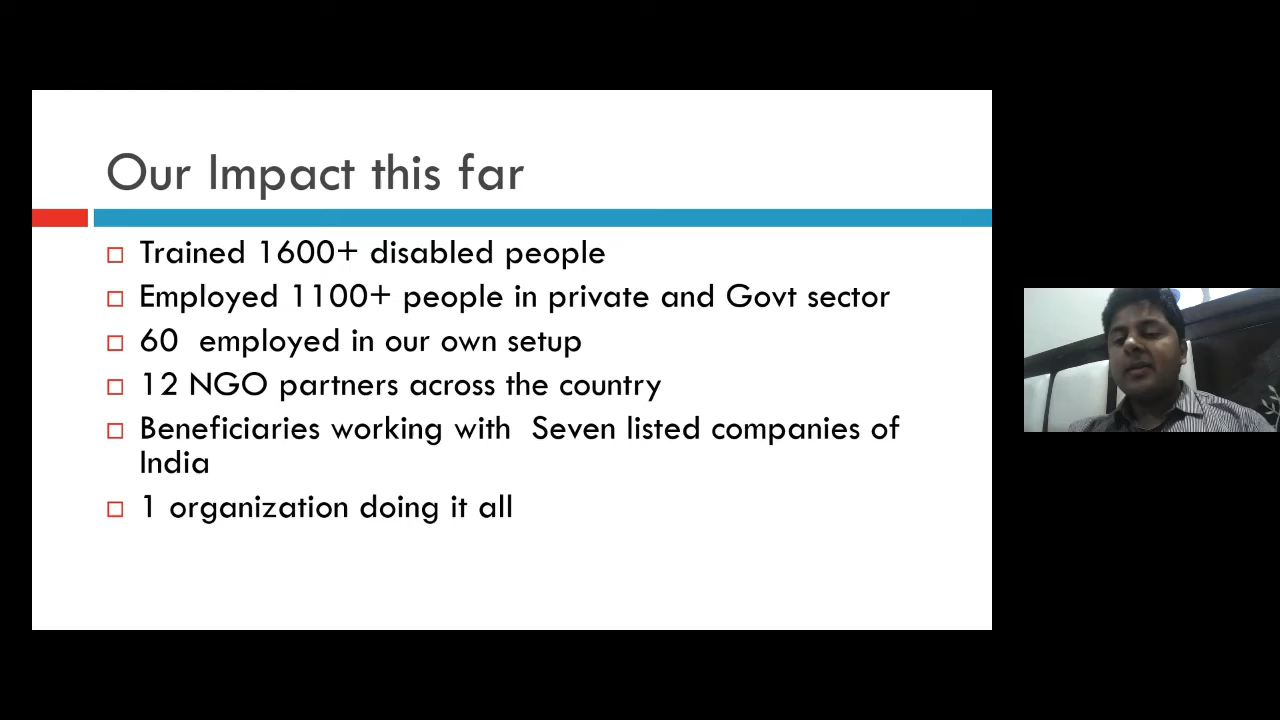 Our Impact this far
Trained 1600+ disabled people
Employed 1100+ people in private and Govt sector
60  employed in our own setup
12 NGO partners across the country
Beneficiaries working with  Seven listed companies of
India
1 organization doing it all